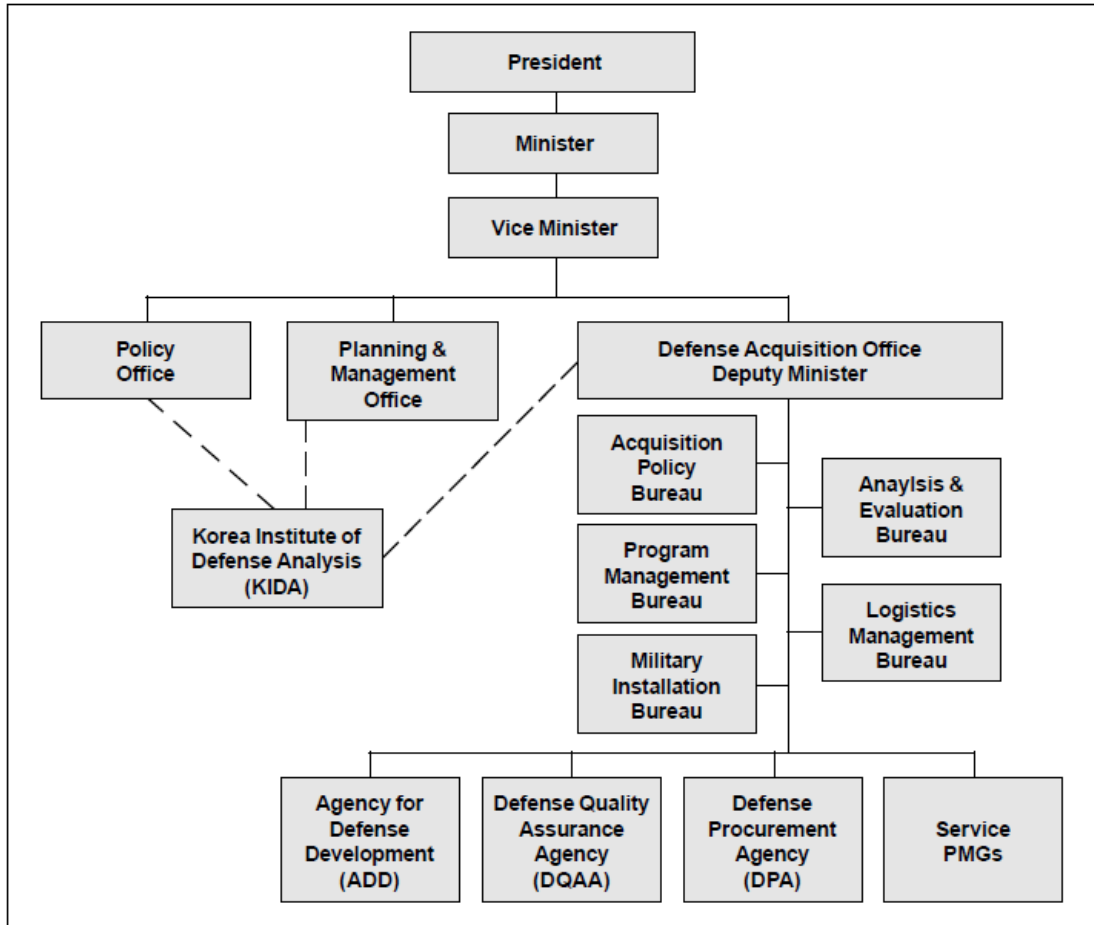 President
Minister
Vice Minister
Policy
Office
Planning &
Management
Office
Defense Acquisition Office
Deputy Minister
Acquisition
Policy
Bureau
Anaylsis &
Evaluation
Bureau
Korea Institute of
Defense Analysis
(KIDA)
Program
Management
Bureau
Logistics
Management
Bureau
Military
Installation
Bureau
Agency for
Defense
Development
(ADD)
Defense Quality
Assurance
Agency
(DQAA)
Defense
Procurement
Agency
(DPA)
Service
PMGs